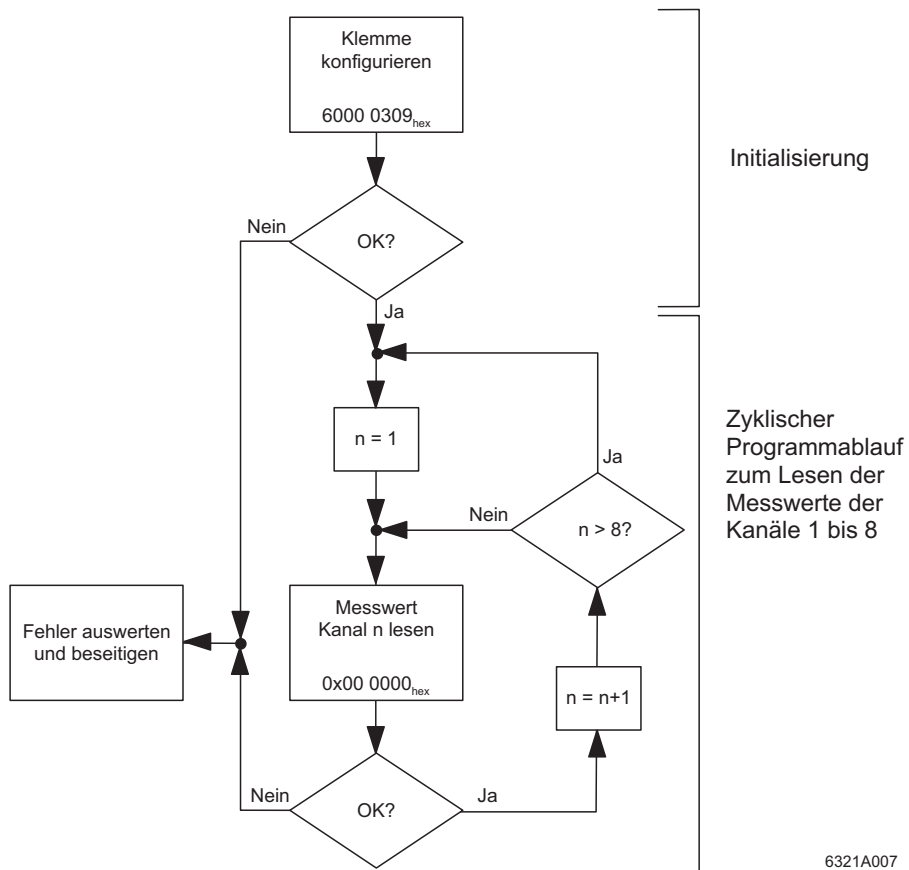 Klemme
konfigurieren
6000 0309hex
Initialisierung
Nein
OK?
Ja
n = 1
Zyklischer
Programmablauf
zum Lesen der
Messwerte der
Kanäle 1 bis 8
Ja
Nein
n > 8?
Messwert
Kanal n lesen
0x00 0000hex
Fehler auswerten
und beseitigen
n = n+1
Nein
OK?
Ja
6321A007